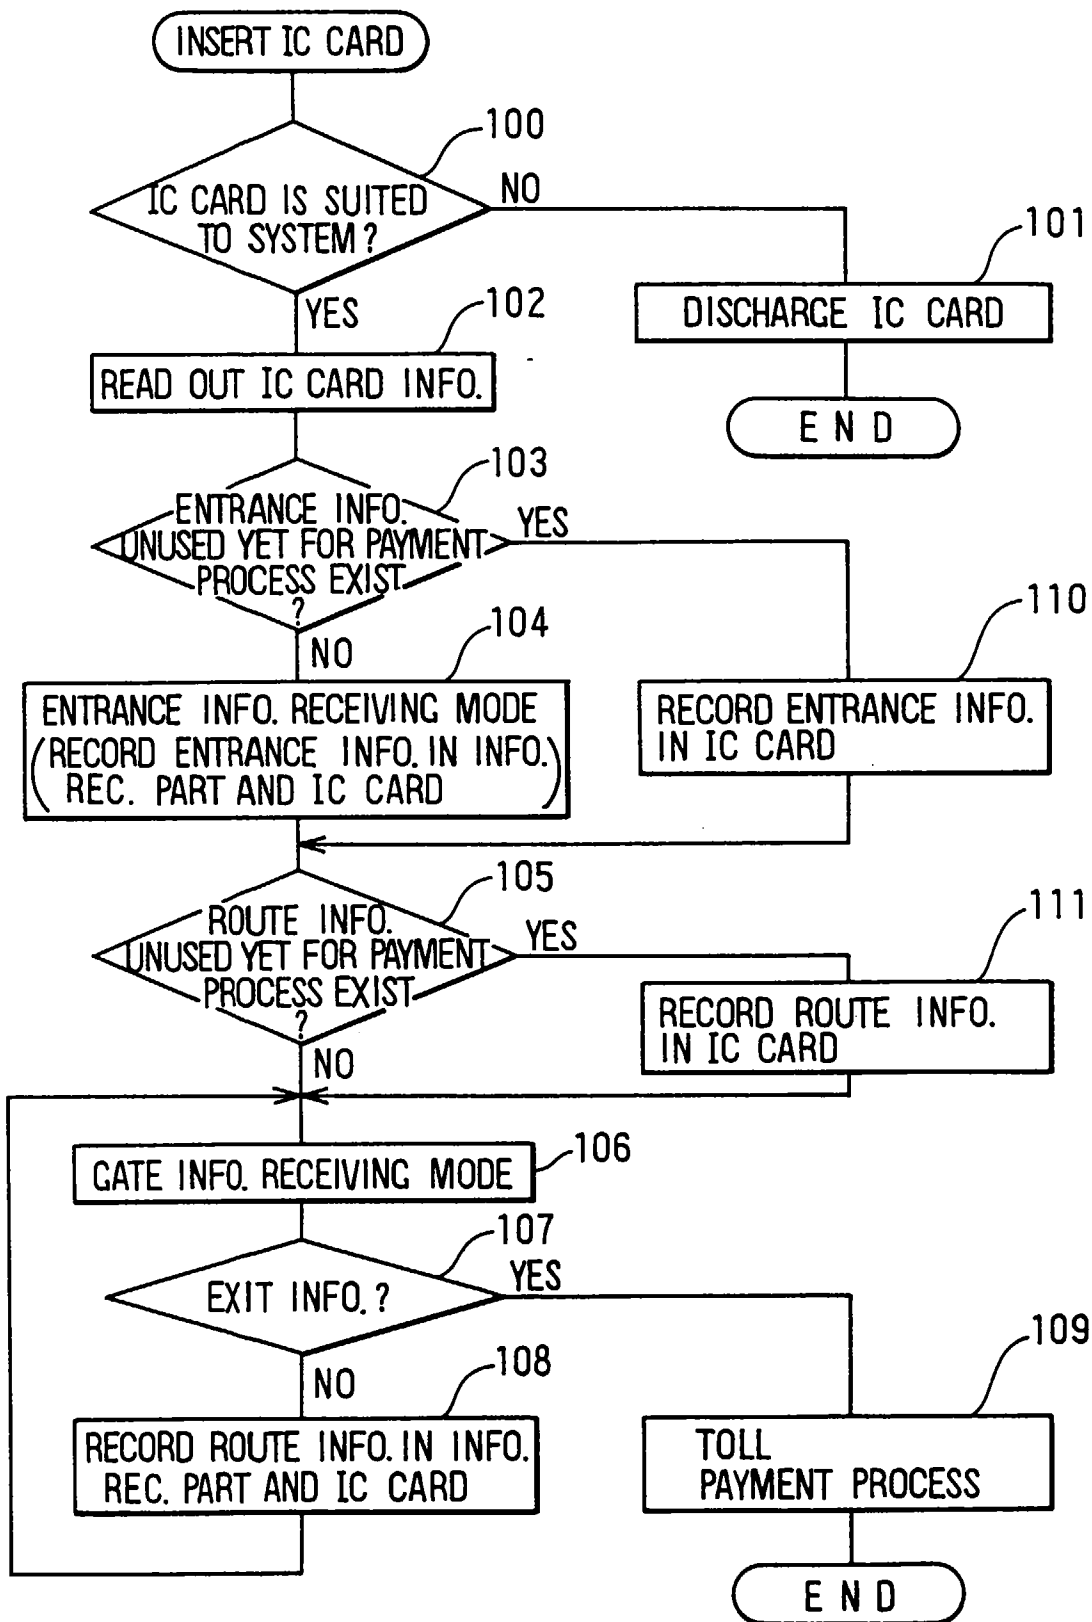 INSERT IC CARD
100
IC CARD IS SUITED
TO SYSTEM?
NO
101
DISCHARGE IC CARD
END
YES
102
READ OUT IC CARD INFO.
103
ENTRANCE INFO.
UNUSED YET FOR PAYMENT
PROCESS EXIST
?
YES
110
RECORD ENTRANCE INFO.
IN IC CARD
NO
104
ENTRANCE INFO. RECEIVING MODE
(RECORD ENTRANCE INFO. IN INFO.
REC. PART AND IC CARD)
105
ROUTE INFO.
UNUSED YET FOR PAYMENT
PROCESS EXIST
?
YES
111
RECORD ROUTE INFO.
IN IC CARD
NO
106
GATE INFO. RECEIVING MODE
107
EXIT INFO.?
YES
109
TOLL
PAYMENT PROCESS
END
NO
108
RECORD ROUTE INFO. IN INFO.
REC. PART AND IC CARD